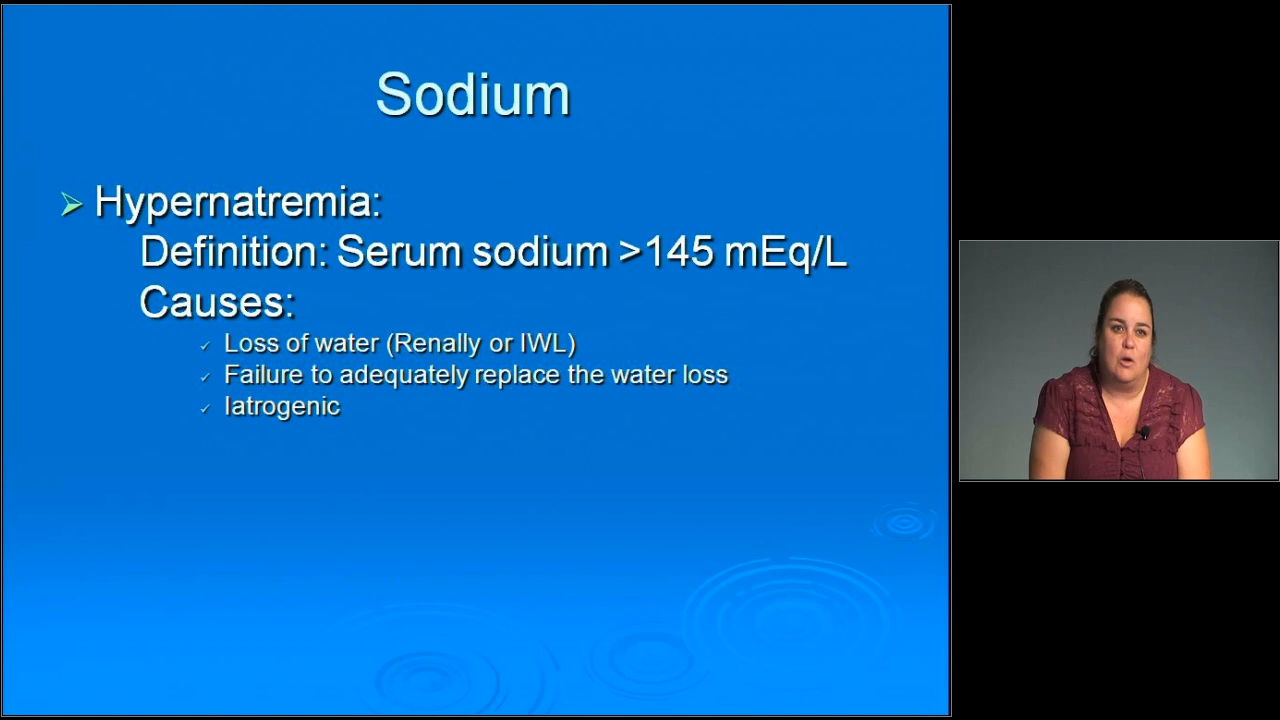 Sodium
Hypernatremia:
Definition: Serum sodium >145 mEq/L
Causes:
Loss of water (Renally or IWL)
Failure to adequately replace the water loss
Iatrogenic